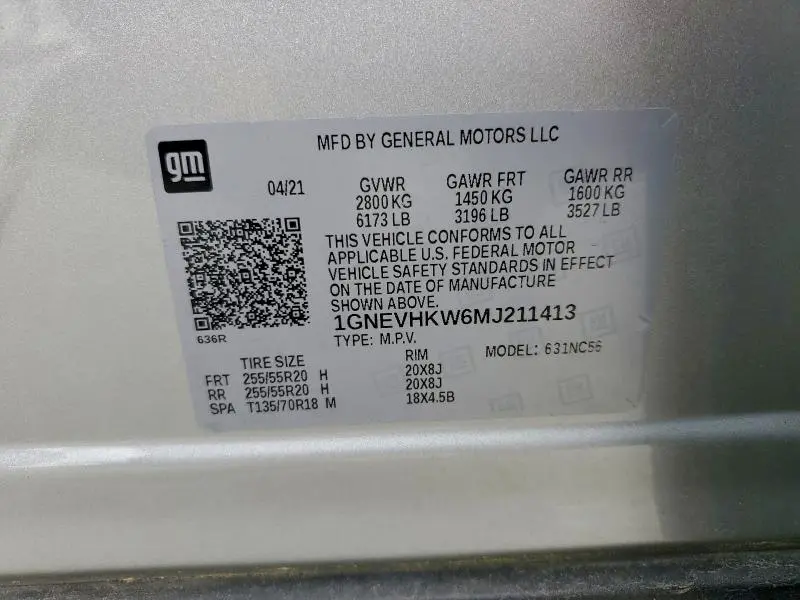 gm
MFD BY GENERAL MOTORS LLC
04/21 GVWR GAWR FRT GAWR RR
2800 KG 1450 KG 1600 KG
6173 LB 3196 LB 3527 LB
THIS VEHICLE CONFORMS TO ALL
APPLICABLE U.S. FEDERAL MOTOR
VEHICLE SAFETY STANDARDS IN EFFECT
ON THE DATE OF MANUFACTURE
SHOWN ABOVE.
1GNEVHKW6MJ211413
636R
TYPE: M.P.V. MODEL: 631NC56
TIRE SIZE RIM
FRT 255/55R20 H 20X8J
RR 255/55R20 H 20X8J
SPA T135/70R18 M 18X4.5B